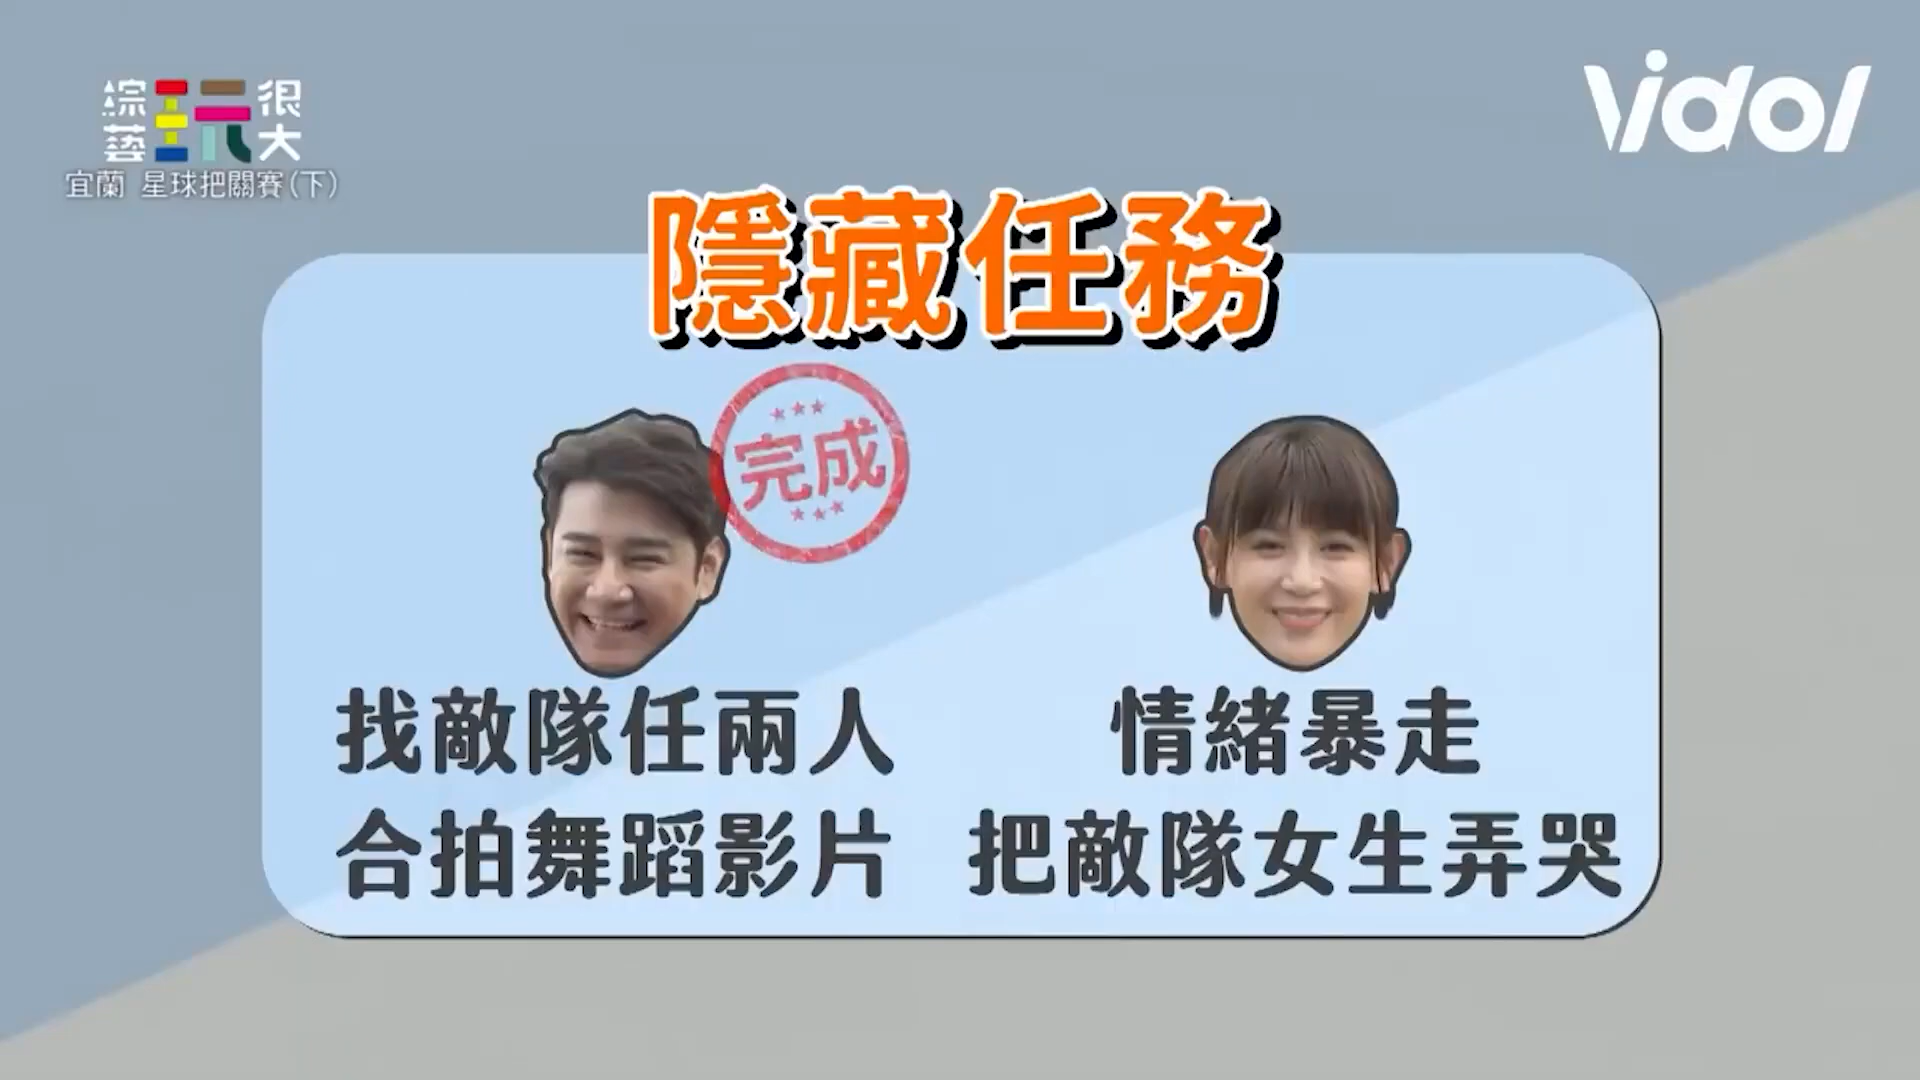 綜藝玩很大
宜蘭 星球把關賽(下)
Vidol
隱藏任務
完成
找敵隊任兩人
合拍舞蹈影片
情緒暴走
把敵隊女生弄哭